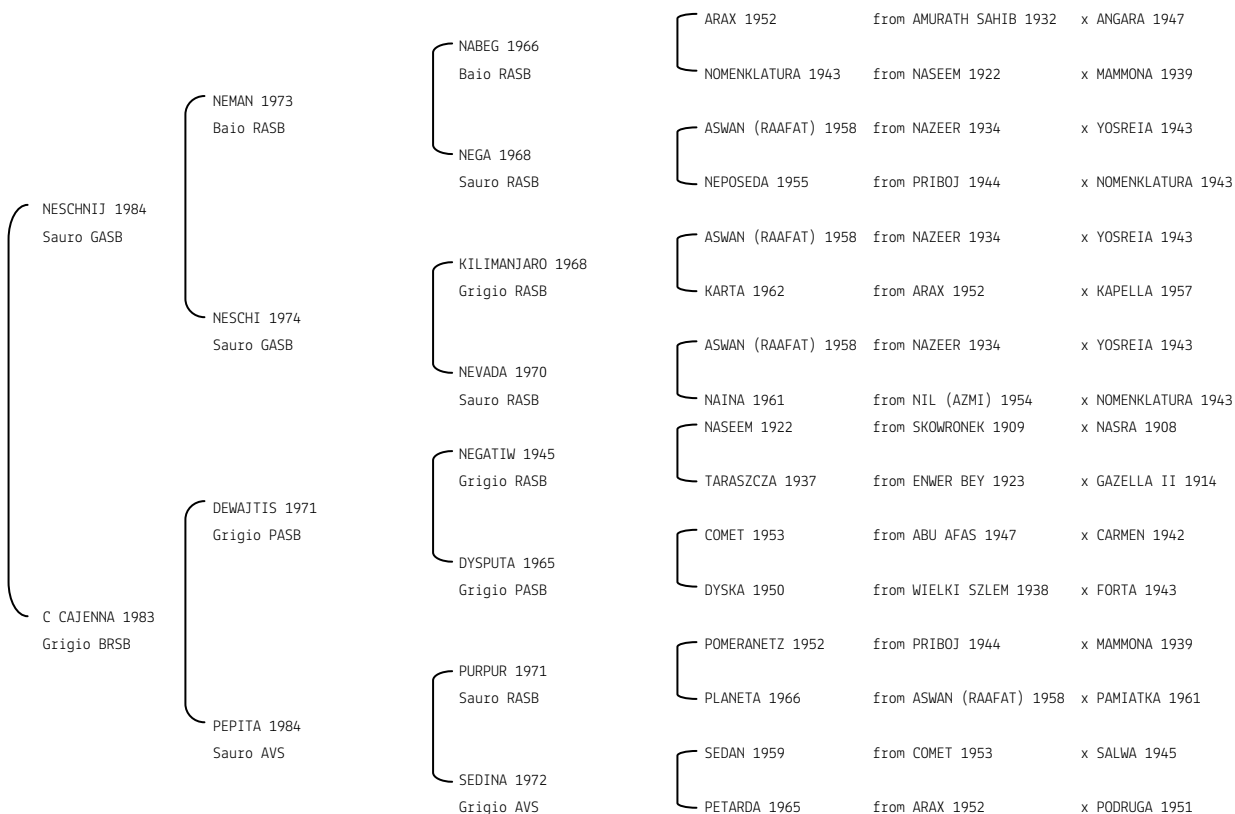 ARAX 1952 from AMURATH SAHIB 1932 x ANGARA 1947
NABEG 1966
Baio RASB NOMENKLATURA 1943 from NASEEM 1922 x MAMMONA 1939
NEMAN 1973
Baio RASB ASWAN (RAAFAT) 1958 from NAZEER 1934 x YOSREIA 1943
NEGA 1968
Sauro RASB NEPOSEDA 1955 from PRIBOJ 1944 x NOMENKLATURA 1943
NESCHNIJ 1984
Sauro GASB ASWAN (RAAFAT) 1958 from NAZEER 1934 x YOSREIA 1943
KILIMANJARO 1968
Grigio RASB KARTA 1962 from ARAX 1952 x KAPELLA 1957
NESCHI 1974
Sauro GASB ASWAN (RAAFAT) 1958 from NAZEER 1934 x YOSREIA 1943
NEVADA 1970
Sauro RASB NAINA 1961 from NIL (AZMI) 1954 x NOMENKLATURA 1943
NASEEM 1922 from SKOWRONEK 1909 x NASRA 1908
NEGATIW 1945
Grigio RASB TARASZCZA 1937 from ENWER BEY 1923 x GAZELLA II 1914
DEWAJTIS 1971
Grigio PASB COMET 1953 from ABU AFAS 1947 x CARMEN 1942
DYSPUTA 1965
Grigio PASB DYSKA 1950 from WIELKI SZLEM 1938 x FORTA 1943
C CAJENNA 1983
Grigio BRSB POMERANETZ 1952 from PRIBOJ 1944 x MAMMONA 1939
PURPUR 1971
Sauro RASB PLANETA 1966 from ASWAN (RAAFAT) 1958 x PAMIATKA 1961
PEPITA 1984
Sauro AVS SEDAN 1959 from COMET 1953 x SALWA 1945
SEDINA 1972
Grigio AVS PETARDA 1965 from ARAX 1952 x PODRUGA 1951